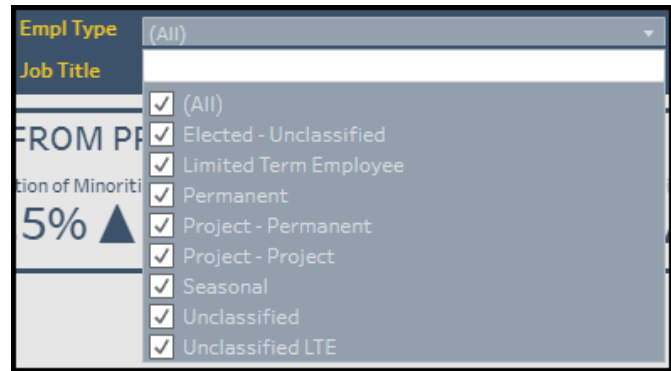 Empl Type (All)
Job Title
(All)
FROM
Elected - Unclassified
Limited Term Employee
tion of Minoriti
Permanent
5%
Project - Permanent
Project - Project
Seasonal
Unclassified
Unclassified LTE